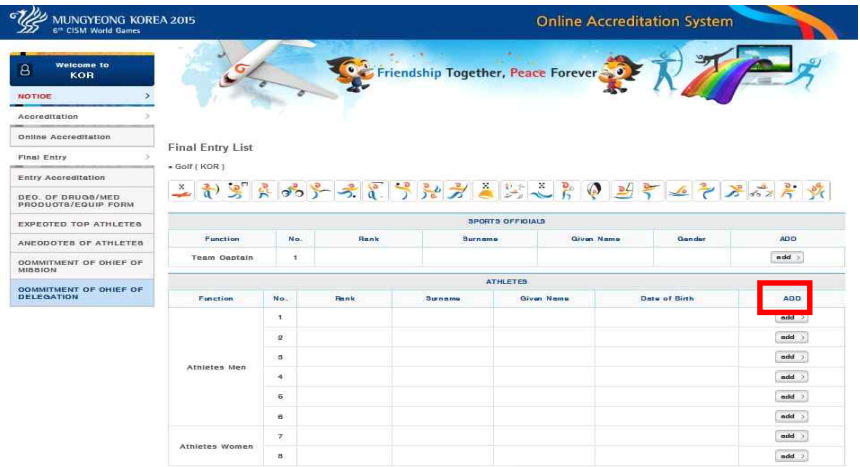 MUNGYEONG KOREA 2015
6th CISM World Games
Online Accreditation System
Welcome to
KOR
NOTICE >
Accreditation >
Online Accreditation
Final Entry >
Entry Accreditation
DEC. OF DRUGS/MED
PRODUCTS/EQUIP FORM
EXPECTED TOP ATHLETES
ANECDOTES OF ATHLETES
COMMITMENT OF CHIEF OF
MISSION
COMMITMENT OF CHIEF OF
DELEGATION
Friendship Together, Peace Forever
Final Entry List
Golf ( KOR )
SPORTS OFFICIALS
Function No. Rank Surname Given Name Gender ADD
Team Captain 1 add >
ATHLETES
Function No. Rank Surname Given Name Date of Birth ADD
Athletes Men
1 add >
2 add >
3 add >
4 add >
5 add >
6 add >
Athletes Women
7 add >
8 add >